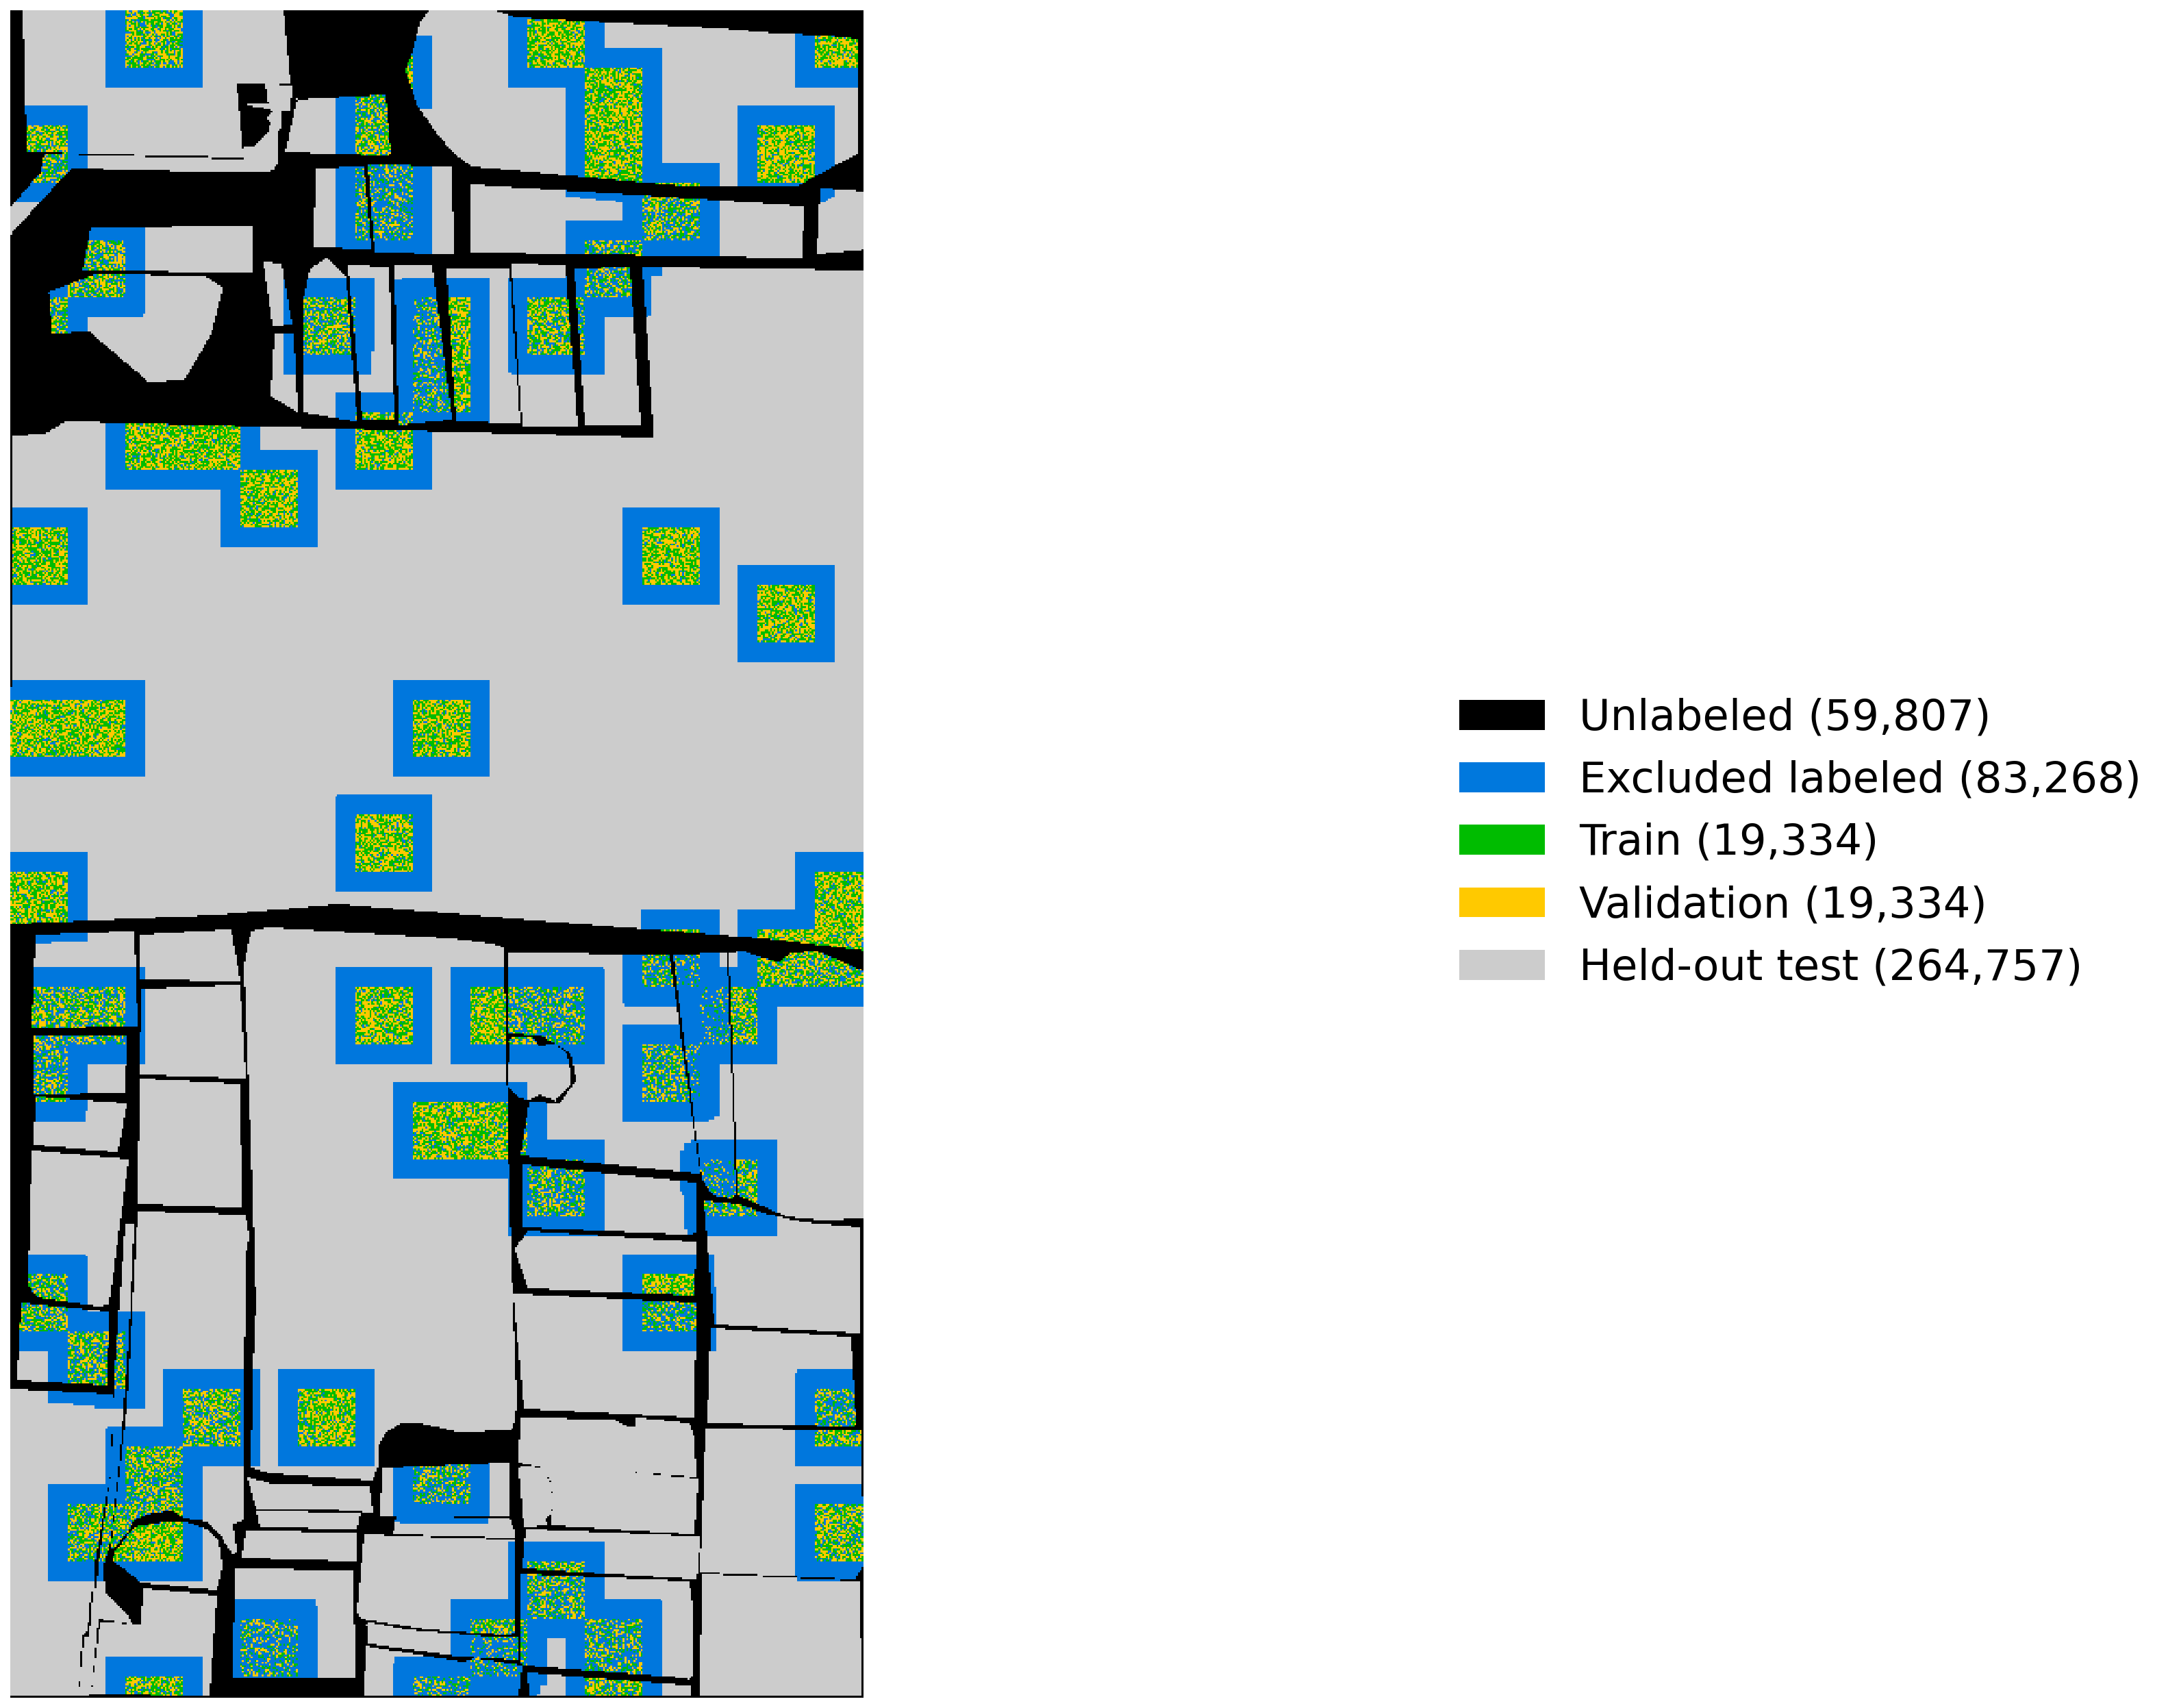 Unlabeled (59,807)
Excluded labeled (83,268)
Train (19,334)
Validation (19,334)
Held-out test (264,757)